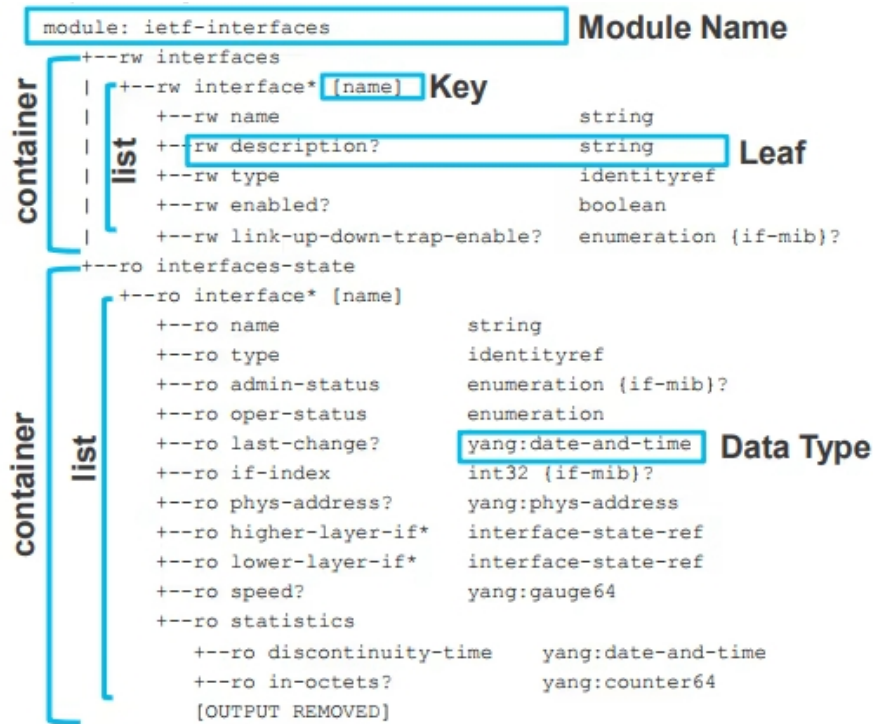 module: ietf-interfaces Module Name
+--rw interfaces
| +--rw interface* [name] Key
| +--rw name string
| +--rw description? string Leaf
| +--rw type identityref
| +--rw enabled? boolean
| +--rw link-up-down-trap-enable? enumeration {if-mib}?
container
list
+--ro interfaces-state
+--ro interface* [name]
+--ro name string
+--ro type identityref
+--ro admin-status enumeration {if-mib}?
+--ro oper-status enumeration
+--ro last-change? yang:date-and-time Data Type
+--ro if-index int32 {if-mib}?
+--ro phys-address? yang:phys-address
+--ro higher-layer-if* interface-state-ref
+--ro lower-layer-if* interface-state-ref
+--ro speed? yang:gauge64
+--ro statistics
+--ro discontinuity-time yang:date-and-time
+--ro in-octets? yang:counter64
[OUTPUT REMOVED]
container
list